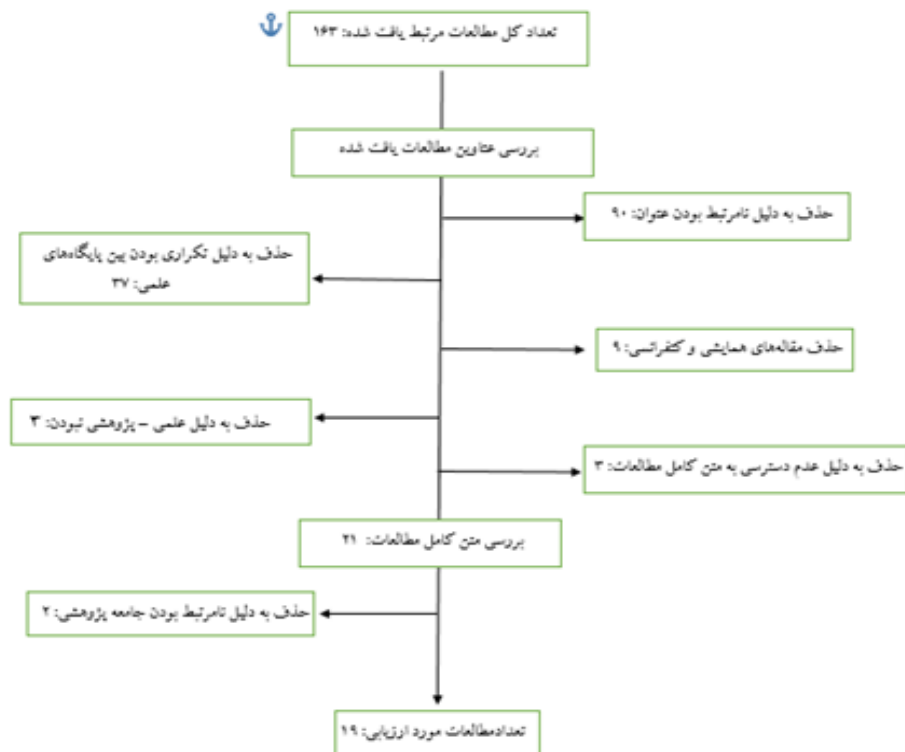 تعداد کل مطالعات مرتبط یافت شده: ۱۶۳
بررسی عناوین مطالعات یافت شده
حذف به دلیل نامرتبط بودن عنوان: ۹۰
حذف به دلیل تکراری بودن بین پایگاه‌های
علمی: ۳۷
حذف مقاله‌های همایشی و کنفرانسی: ۹
حذف به دلیل علمی – پژوهشی نبودن: ۳
حذف به دلیل عدم دسترسی به متن کامل مطالعات: ۳
بررسی متن کامل مطالعات: ۲۱
حذف به دلیل نامرتبط بودن جامعه پژوهشی: ۲
تعدادمطالعات مورد ارزیابی: ۱۹